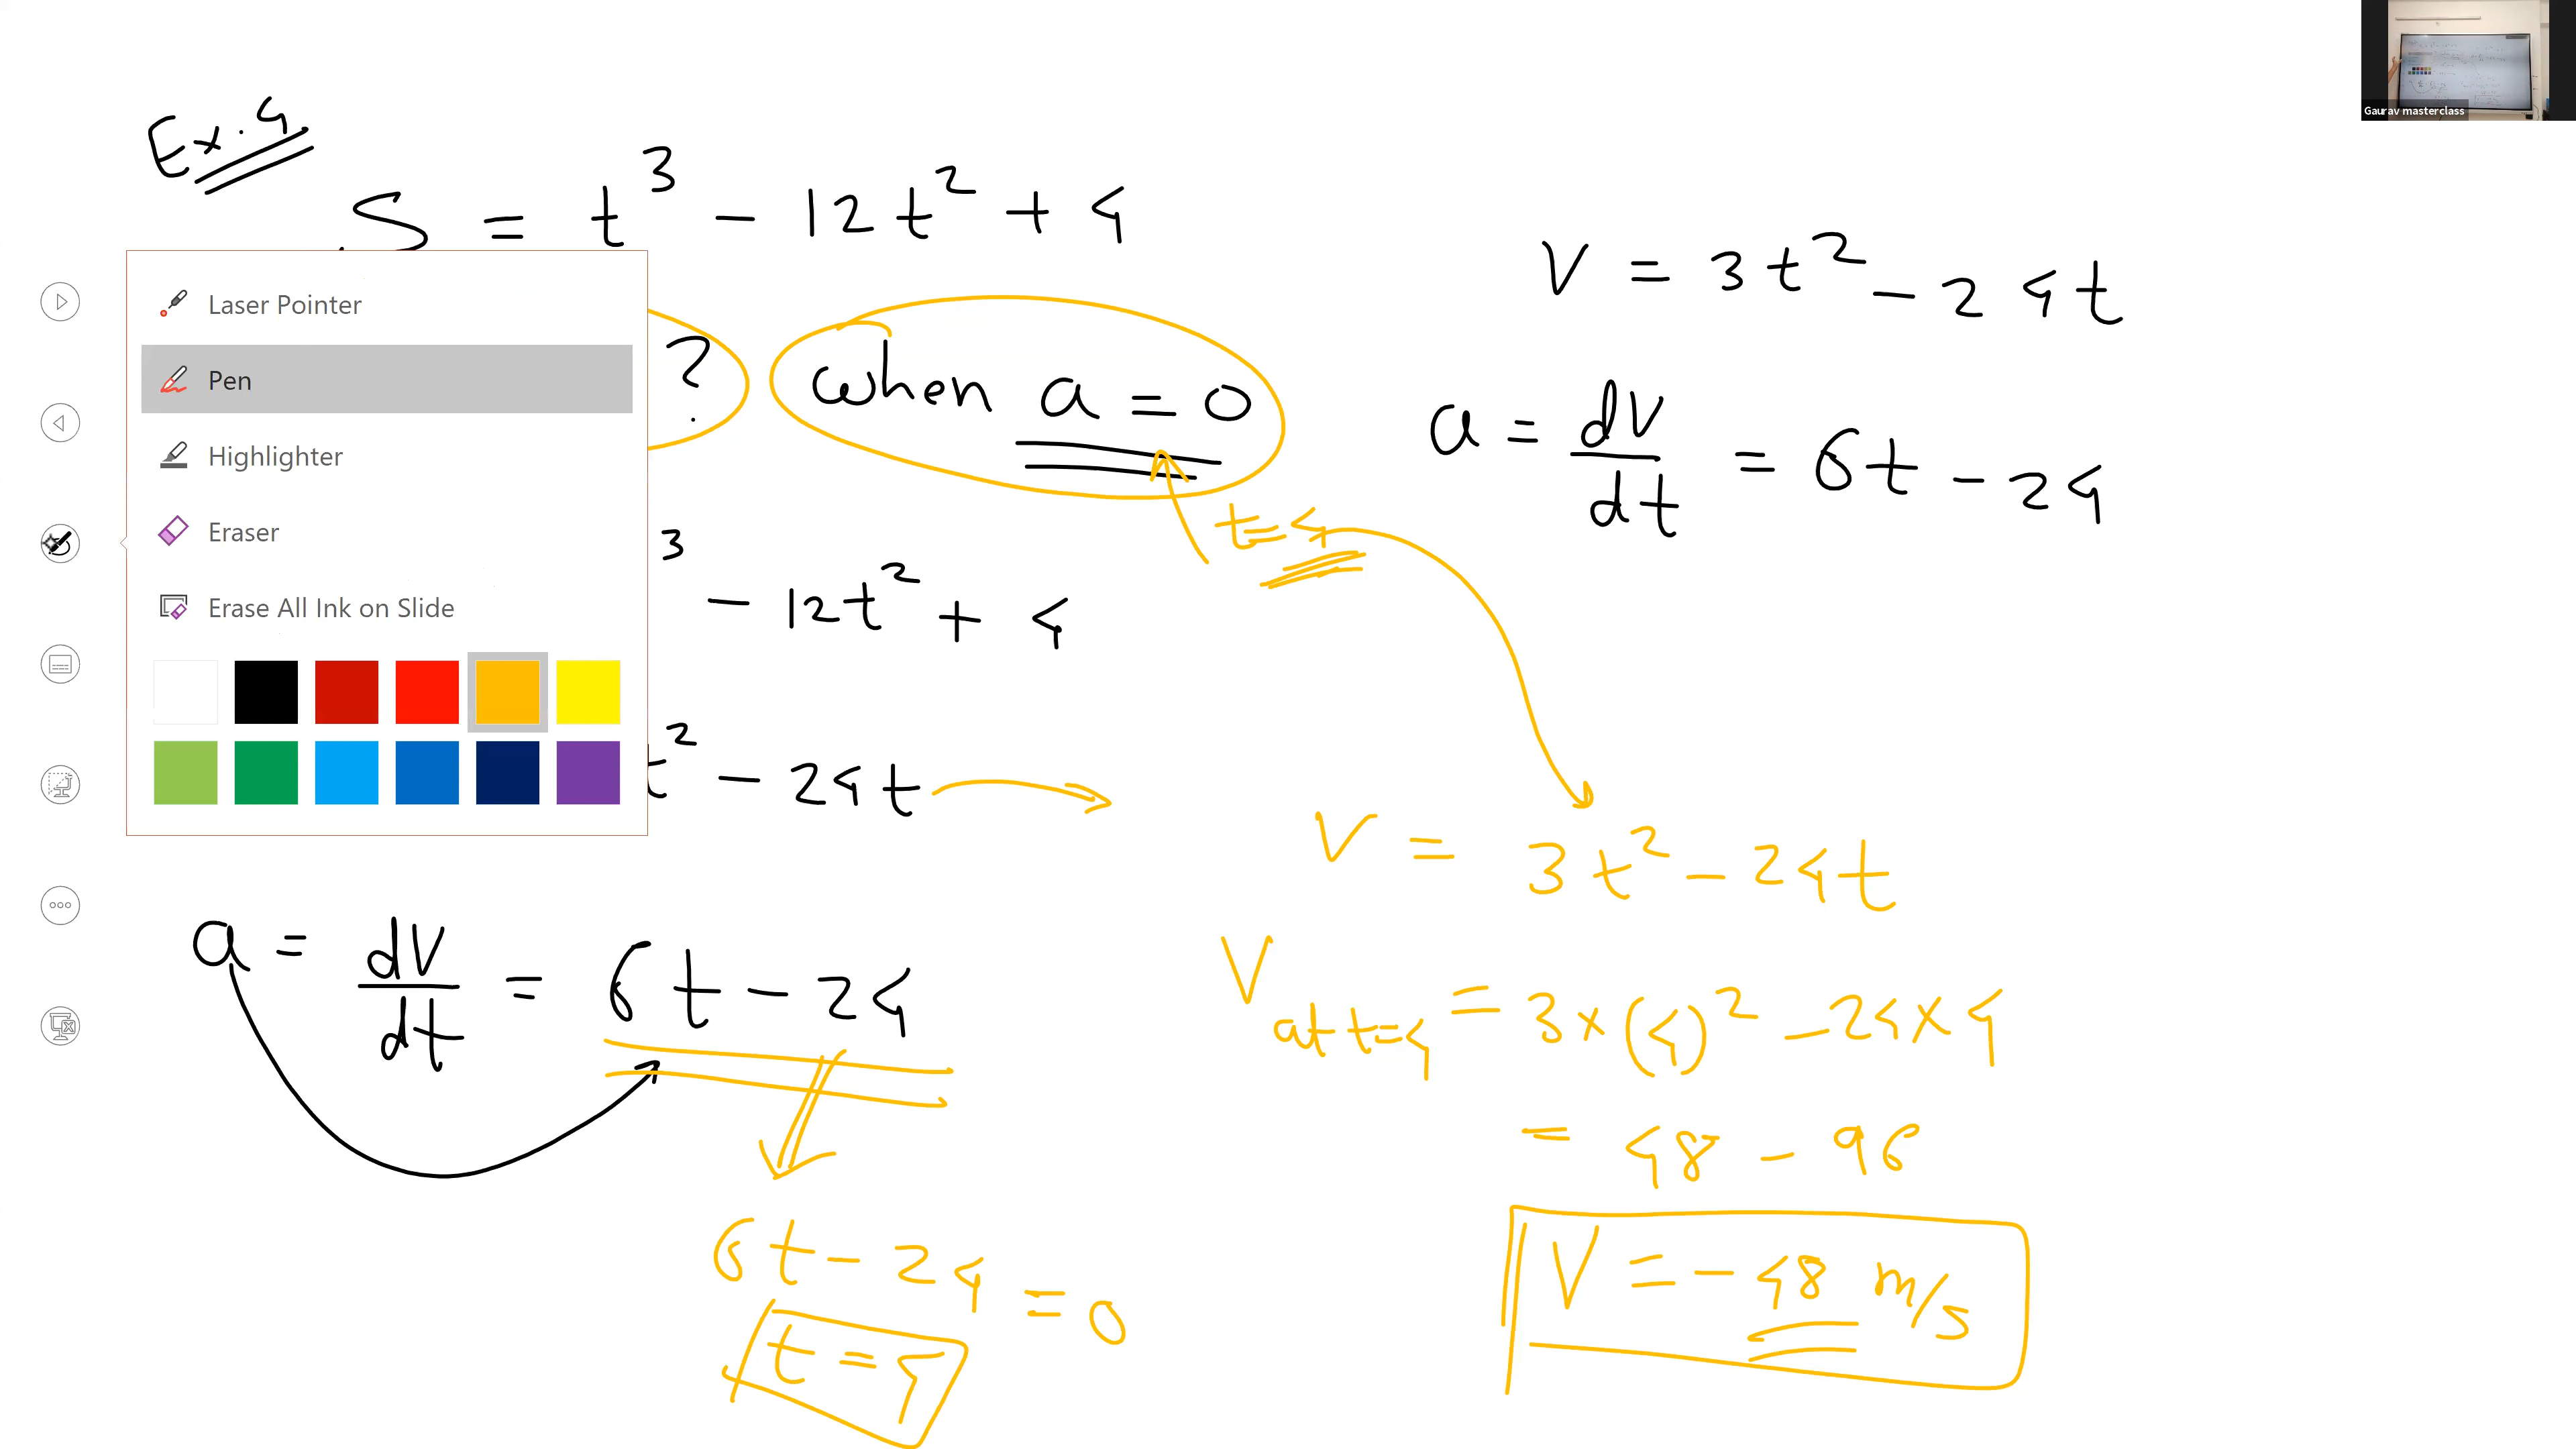 Gaurav masterclass
Ex. 4
S = t³ - 12t² + 4
Laser Pointer
Pen
Highlighter
Eraser
Erase All Ink on Slide
? when a = 0
t = 4
³ - 12t² + 4
t² - 24t
a = dV/dt = 6t - 24
6t - 24 = 0
t = 4
V = 3t² - 24t
a = dV/dt = 6t - 24
V = 3t² - 24t
V at t=4 = 3 × (4)² - 24 × 4
= 48 - 96
V = - 48 m/s